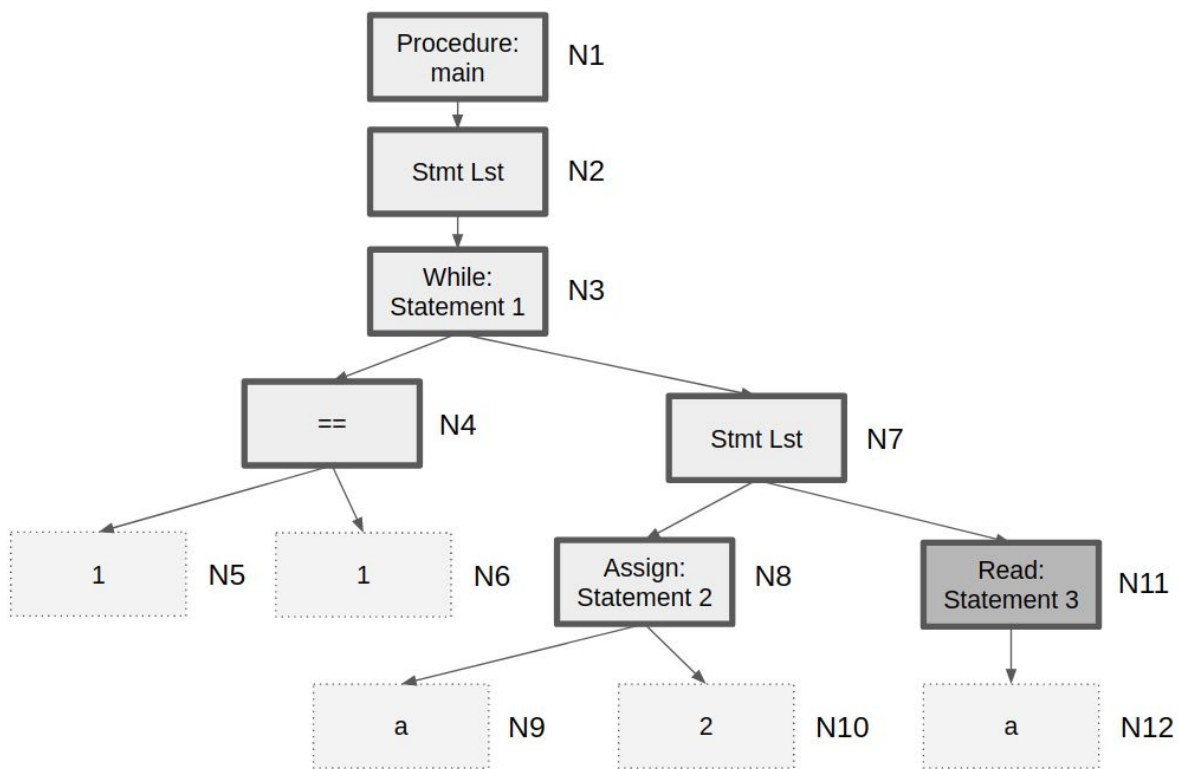 Procedure:
main
N1
Stmt Lst
N2
While:
Statement 1
N3
==
N4
Stmt Lst
N7
1
N5
1
N6
Assign:
Statement 2
N8
Read:
Statement 3
N11
a
N9
2
N10
a
N12